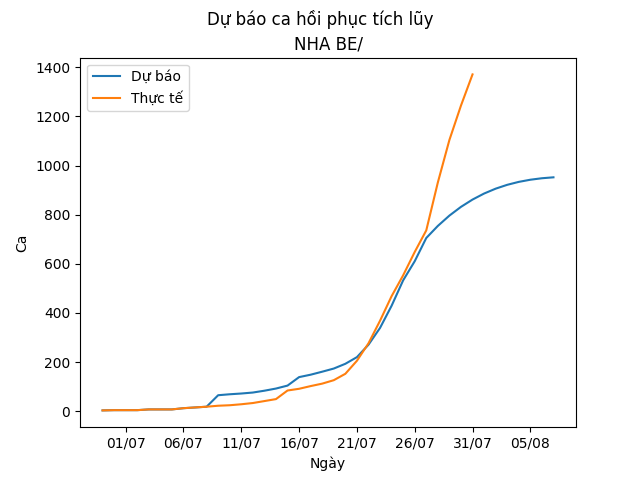 Dự báo ca hồi phục tích lũy
NHA BE/
Dự báo
Thực tế
1400
1200
1000
800
600
400
200
0
Ca
01/07 06/07 11/07 16/07 21/07 26/07 31/07 05/08
Ngày